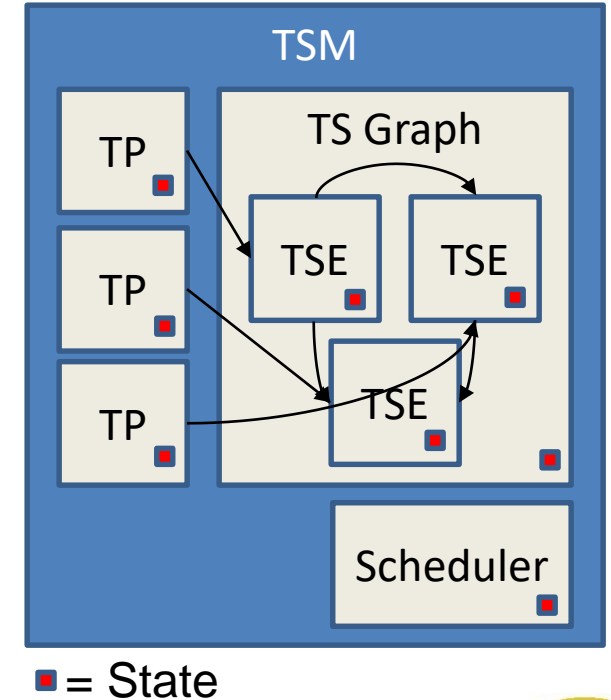 TSM
TP
TS Graph
TSE
TSE
TP
TSE
TP
Scheduler
= State